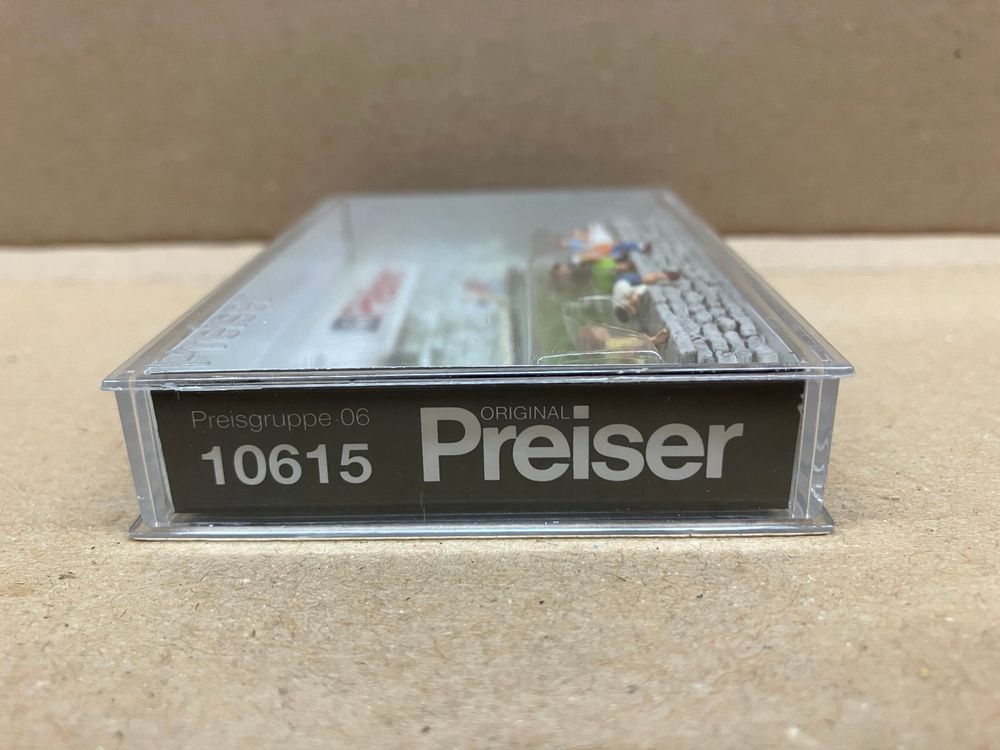 Preisgruppe 06
10615
ORIGINAL
Preiser